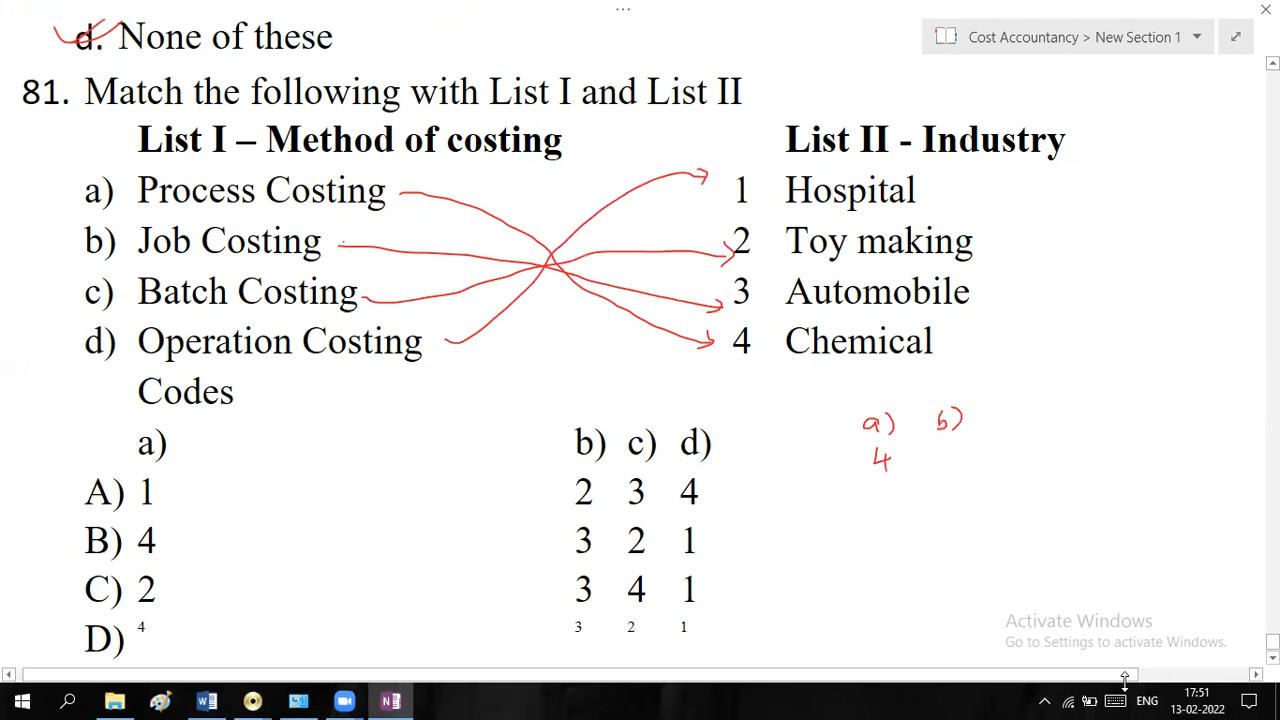 ...
d. None of these
Cost Accountancy > New Section 1
81. Match the following with List I and List II
List I – Method of costing List II - Industry
a) Process Costing 1 Hospital
b) Job Costing 2 Toy making
c) Batch Costing 3 Automobile
d) Operation Costing 4 Chemical
Codes
a) b) c) d)
a) b)
4
A) 1 2 3 4
B) 4 3 2 1
C) 2 3 4 1
D) 4 3 2 1
Activate Windows
Go to Settings to activate Windows.
ENG
17:51
13-02-2022